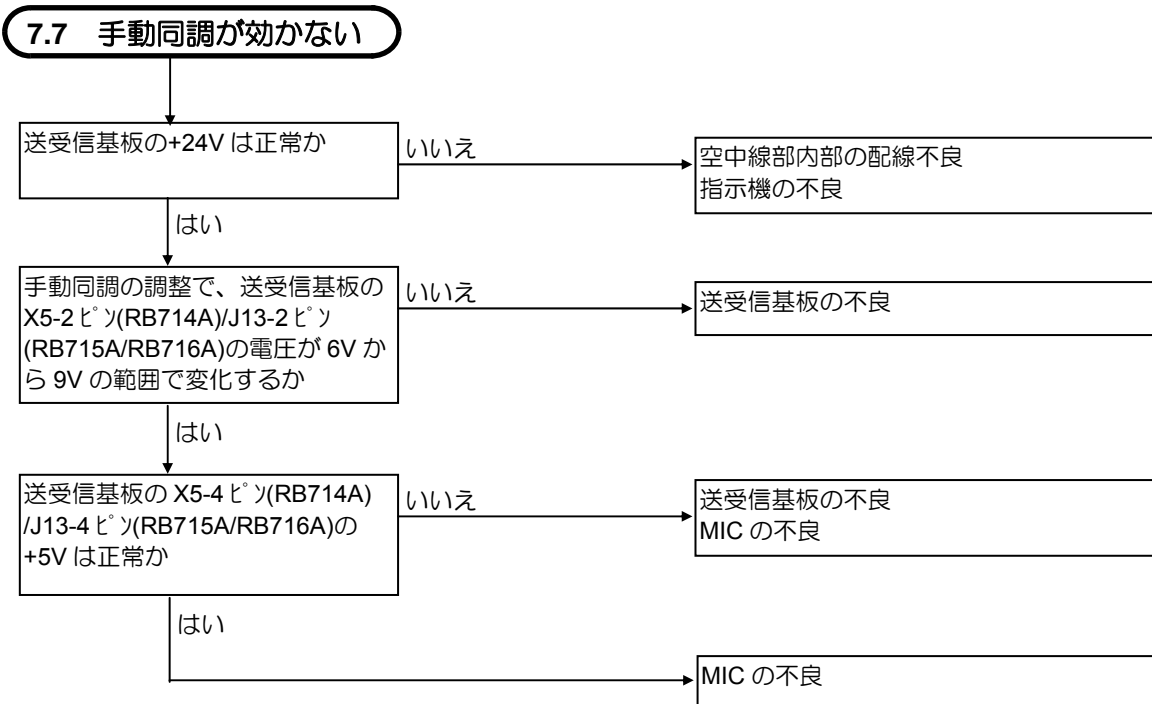 7.7 手動同調が効かない
送受信基板の+24V は正常か
いいえ
空中線部内部の配線不良
指示機の不良
はい
手動同調の調整で、送受信基板の
X5-2ﾋﾟﾝ(RB714A)/J13-2ﾋﾟﾝ
(RB715A/RB716A)の電圧が 6V か
ら 9V の範囲で変化するか
いいえ
送受信基板の不良
はい
送受信基板の X5-4ﾋﾟﾝ(RB714A)
/J13-4ﾋﾟﾝ(RB715A/RB716A)の
+5V は正常か
いいえ
送受信基板の不良
MIC の不良
はい
MIC の不良